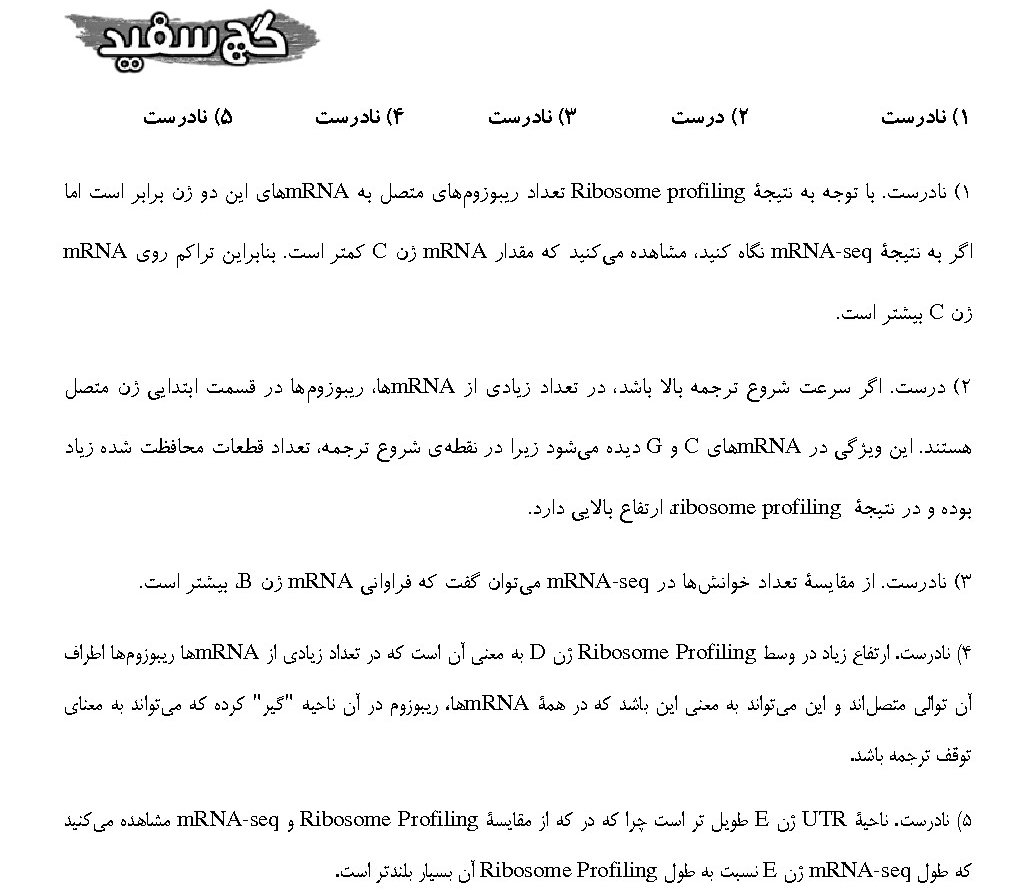 گچ سفید
۱) نادرست ۲) درست ۳) نادرست ۴) نادرست ۵) نادرست
۱) نادرست. با توجه به نتیجهٔ Ribosome profiling تعداد ریبوزوم‌های متصل به mRNAهای این دو ژن برابر است اما
اگر به نتیجهٔ mRNA-seq نگاه کنید، مشاهده می‌کنید که مقدار mRNA ژن C کمتر است. بنابراین تراکم روی mRNA
ژن C بیشتر است.
۲) درست. اگر سرعت شروع ترجمه بالا باشد، در تعداد زیادی از mRNAها، ریبوزوم‌ها در قسمت ابتدایی ژن متصل
هستند. این ویژگی در mRNAهای C و G دیده می‌شود زیرا در نقطه‌ی شروع ترجمه، تعداد قطعات محافظت شده زیاد
بوده و در نتیجهٔ ribosome profiling، ارتفاع بالایی دارد.
۳) نادرست. از مقایسهٔ تعداد خوانش‌ها در mRNA-seq می‌توان گفت که فراوانی mRNA ژن B، بیشتر است.
۴) نادرست. ارتفاع زیاد در وسط Ribosome Profiling ژن D به معنی آن است که در تعداد زیادی از mRNAها ریبوزوم‌ها اطراف
آن توالی متصل‌اند و این می‌تواند به معنی این باشد که در همهٔ mRNAها، ریبوزوم در آن ناحیه "گیر" کرده که می‌تواند به معنای
توقف ترجمه باشد.
۵) نادرست. ناحیهٔ UTR ژن E طویل تر است چرا که در که از مقایسهٔ Ribosome Profiling و mRNA-seq مشاهده می‌کنید
که طول mRNA-seq ژن E نسبت به طول Ribosome Profiling آن بسیار بلندتر است.